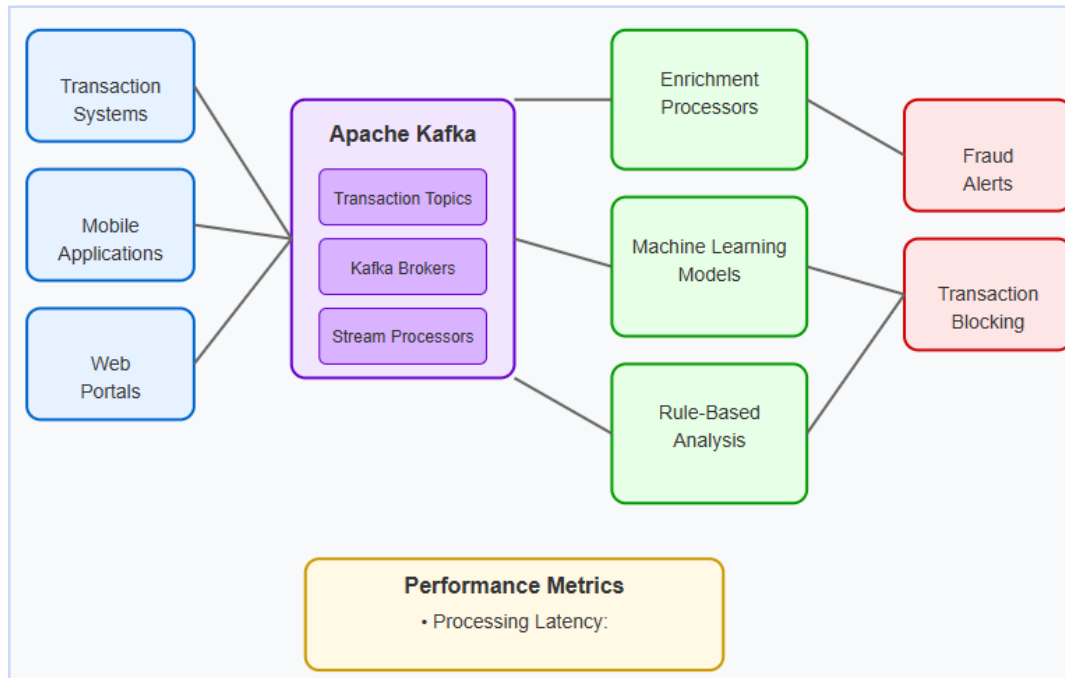 Transaction
Systems
Mobile
Applications
Web
Portals
Apache Kafka
Transaction Topics
Kafka Brokers
Stream Processors
Enrichment
Processors
Machine Learning
Models
Rule-Based
Analysis
Fraud
Alerts
Transaction
Blocking
Performance Metrics
• Processing Latency: